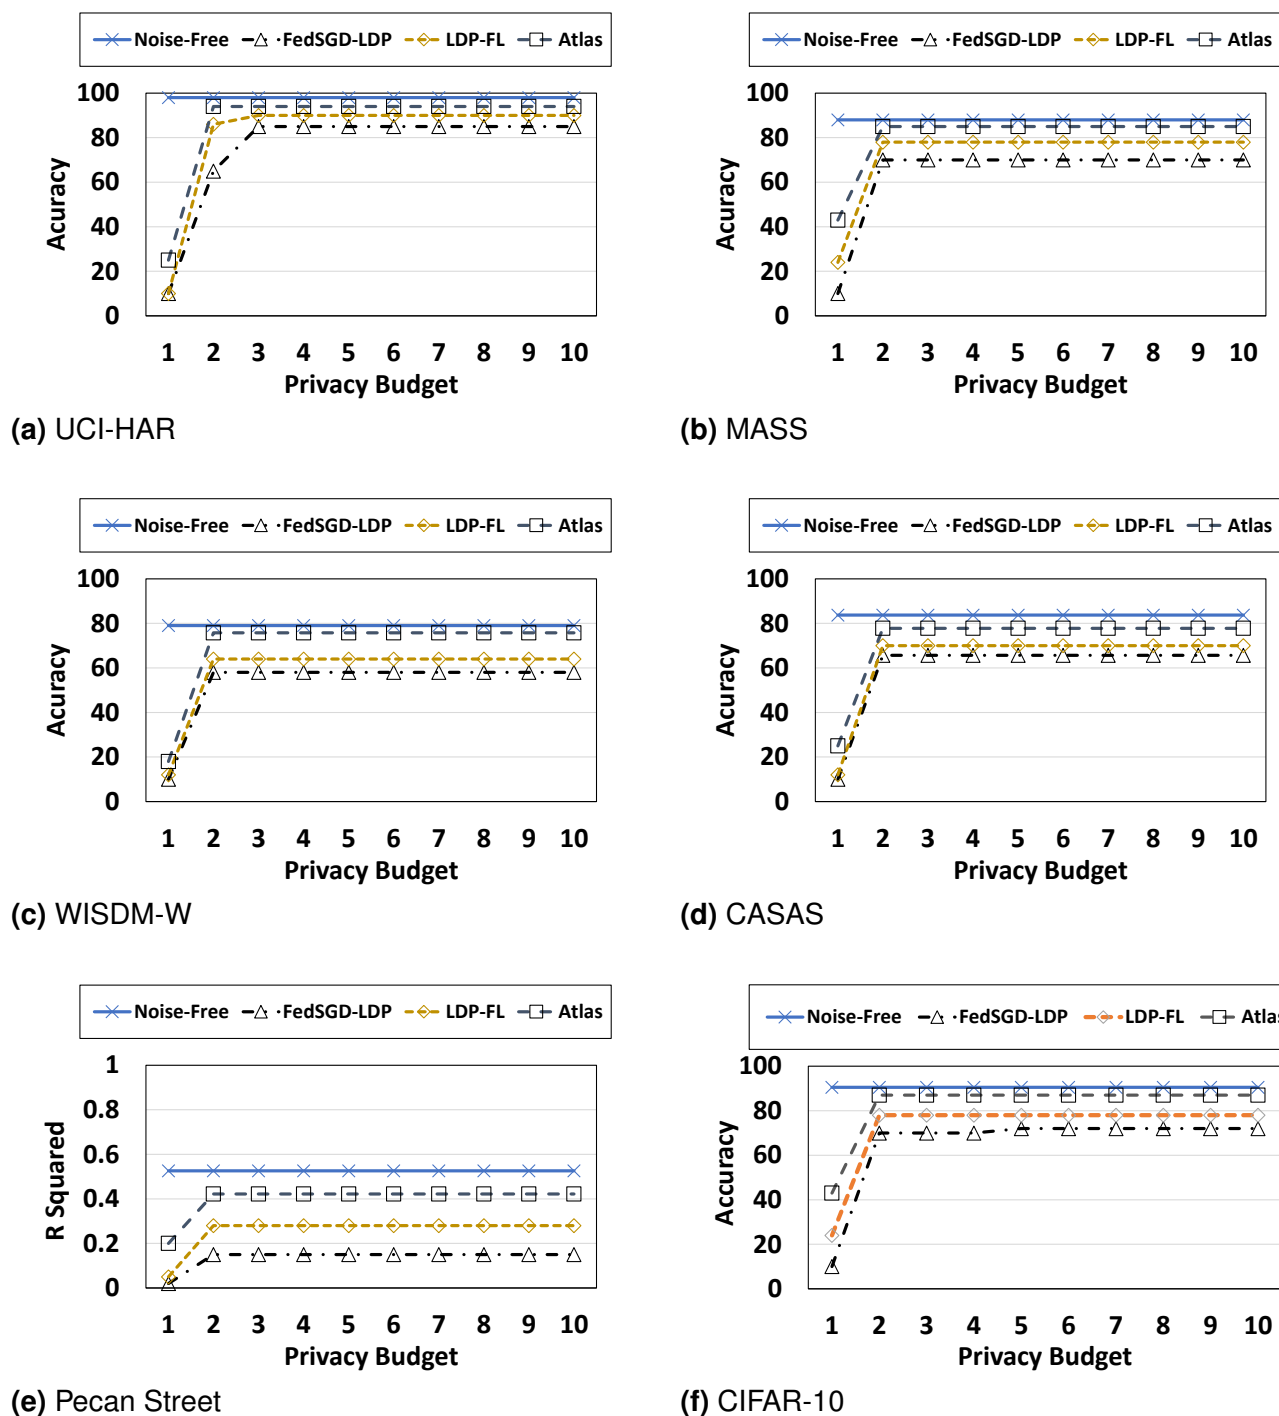 Noise-Free FedSGD-LDP LDP-FL Atlas
100
80
60
40
20
0
Acuracy
1 2 3 4 5 6 7 8 9 10
Privacy Budget
(a) UCI-HAR
Noise-Free FedSGD-LDP LDP-FL Atlas
100
80
60
40
20
0
Acuracy
1 2 3 4 5 6 7 8 9 10
Privacy Budget
(b) MASS
Noise-Free FedSGD-LDP LDP-FL Atlas
100
80
60
40
20
0
Acuracy
1 2 3 4 5 6 7 8 9 10
Privacy Budget
(c) WISDM-W
Noise-Free FedSGD-LDP LDP-FL Atlas
100
80
60
40
20
0
Acuracy
1 2 3 4 5 6 7 8 9 10
Privacy Budget
(d) CASAS
Noise-Free FedSGD-LDP LDP-FL Atlas
1
0.8
0.6
0.4
0.2
0
R Squared
1 2 3 4 5 6 7 8 9 10
Privacy Budget
(e) Pecan Street
Noise-Free FedSGD-LDP LDP-FL Atlas
100
80
60
40
20
0
Accuracy
1 2 3 4 5 6 7 8 9 10
Privacy Budget
(f) CIFAR-10